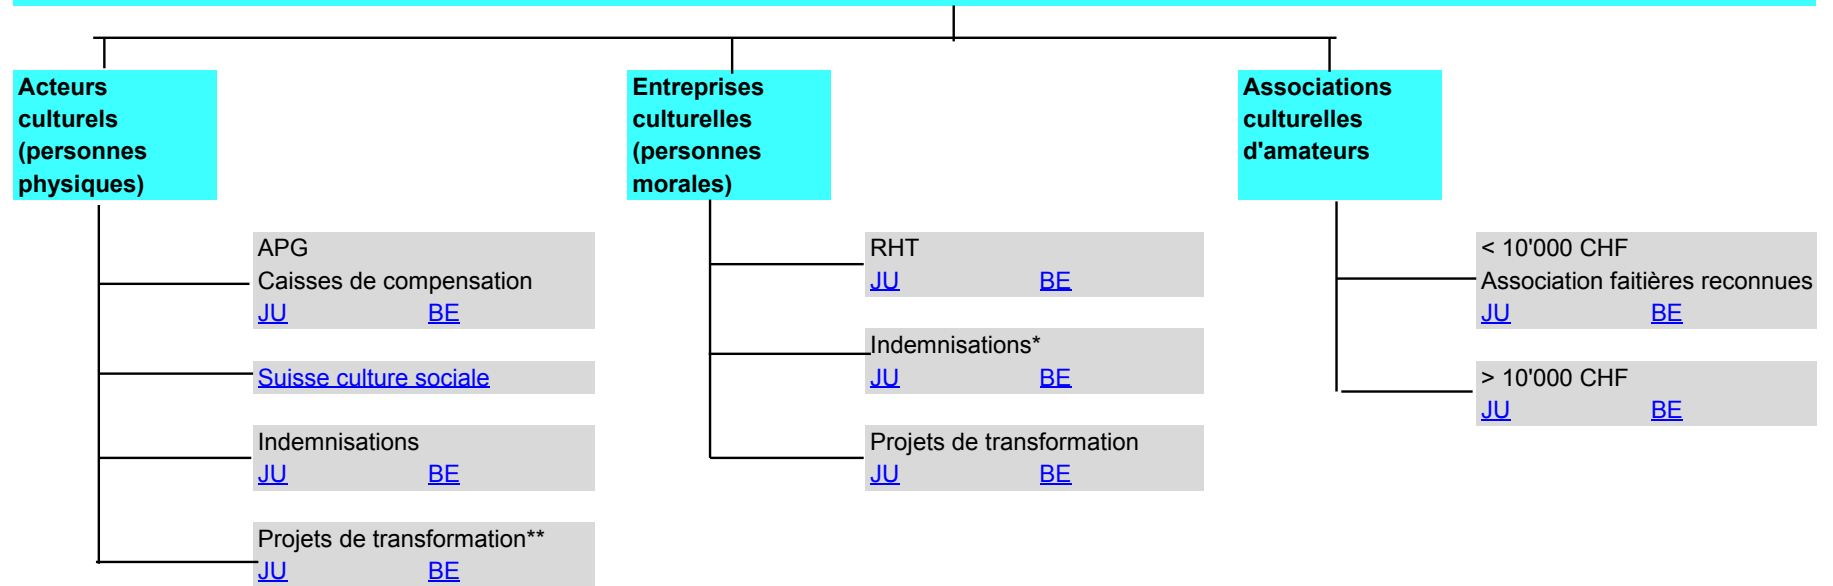 Acteurs
culturels
(personnes
physiques)
Entreprises
culturelles
(personnes
morales)
Associations
culturelles
d'amateurs
APG
Caisses de compensation
JU BE
Suisse culture sociale
Indemnisations
JU BE
Projets de transformation**
JU BE
RHT
JU BE
Indemnisations*
JU BE
Projets de transformation
JU BE
< 10'000 CHF
Association faitières reconnues
JU BE
> 10'000 CHF
JU BE